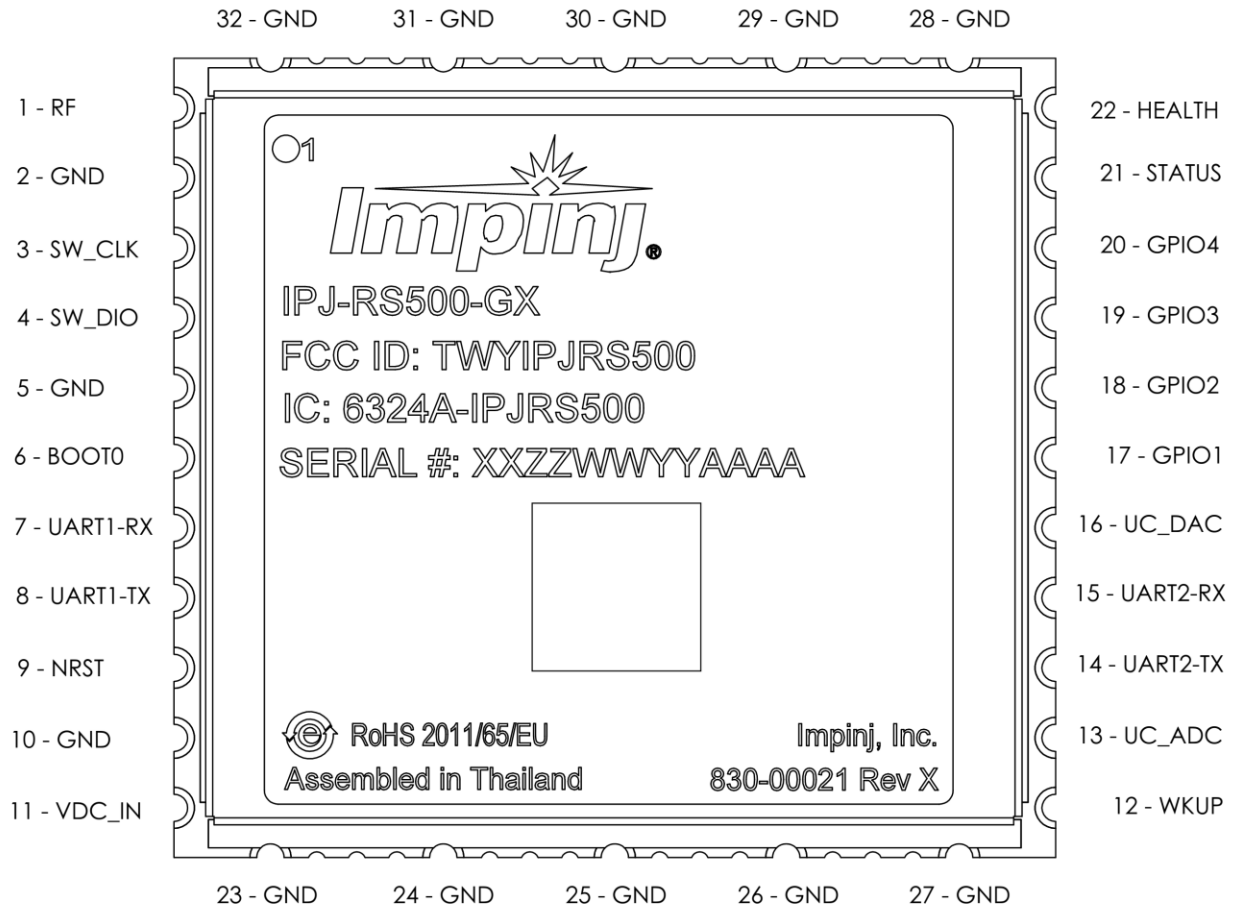 32 - GND 31 - GND 30 - GND 29 - GND 28 - GND
1 - RF
2 - GND
3 - SW_CLK
4 - SW_DIO
5 - GND
6 - BOOT0
7 - UART1-RX
8 - UART1-TX
9 - NRST
10 - GND
11 - VDC_IN
1
Impinj®
IPJ-RS500-GX
FCC ID: TWYIPJRS500
IC: 6324A-IPJRS500
SERIAL #: XXZZWWYYAAAA
e RoHS 2011/65/EU
Assembled in Thailand
Impinj, Inc.
830-00021 Rev X
22 - HEALTH
21 - STATUS
20 - GPIO4
19 - GPIO3
18 - GPIO2
17 - GPIO1
16 - UC_DAC
15 - UART2-RX
14 - UART2-TX
13 - UC_ADC
12 - WKUP
23 - GND 24 - GND 25 - GND 26 - GND 27 - GND